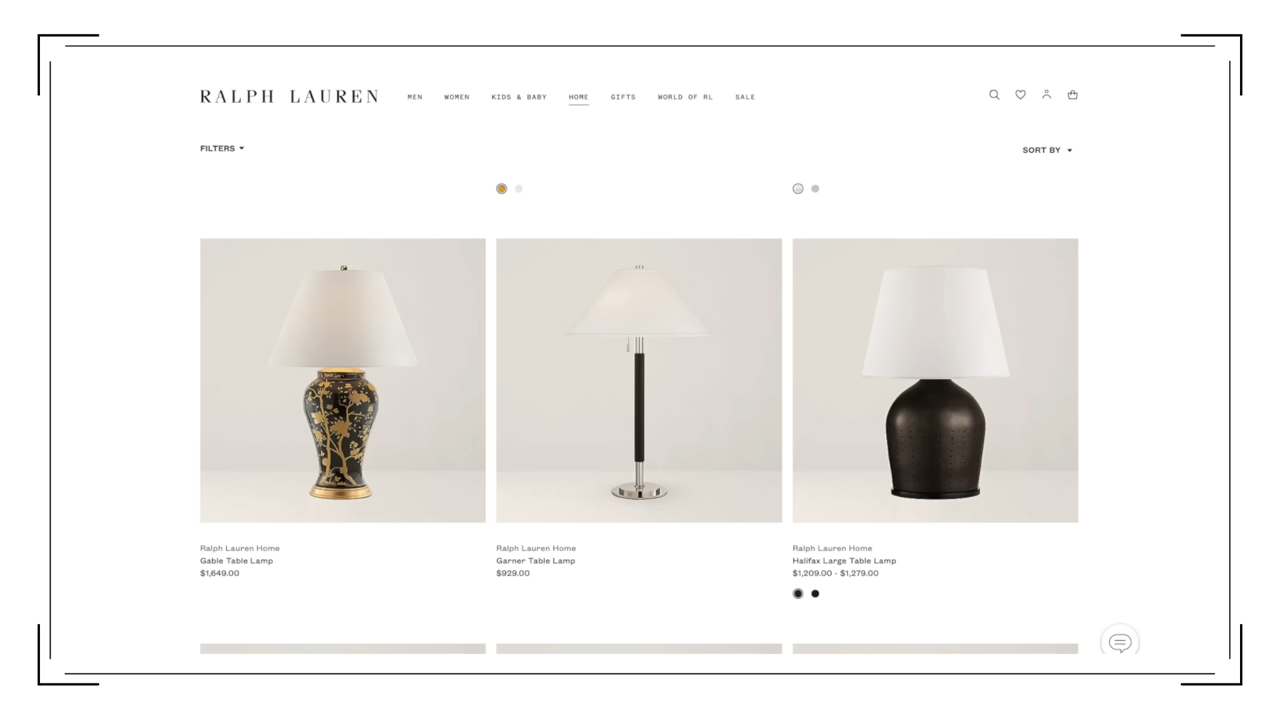 RALPH LAUREN MEN WOMEN KIDS & BABY HOME GIFTS WORLD OF RL SALE
FILTERS SORT BY
Ralph Lauren Home
Gable Table Lamp
$1,649.00
Ralph Lauren Home
Garner Table Lamp
$929.00
Ralph Lauren Home
Halifax Large Table Lamp
$1,209.00 - $1,279.00